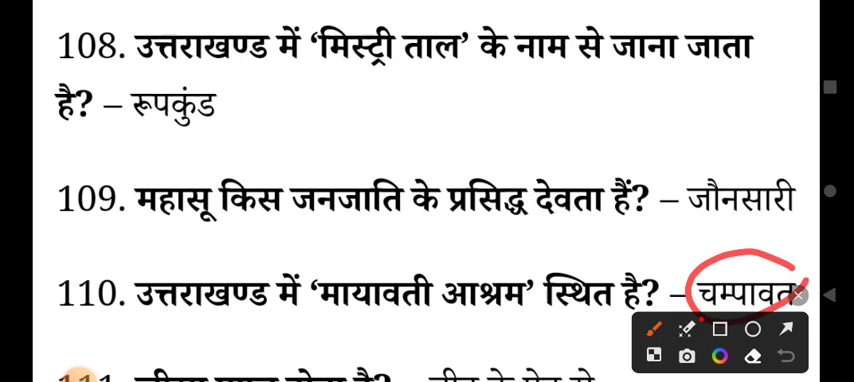 108. उत्तराखण्ड में ‘मिस्ट्री ताल’ के नाम से जाना जाता
है? – रूपकुंड
109. महासू किस जनजाति के प्रसिद्ध देवता हैं? – जौनसारी
110. उत्तराखण्ड में ‘मायावती आश्रम’ स्थित है? – चम्पावत